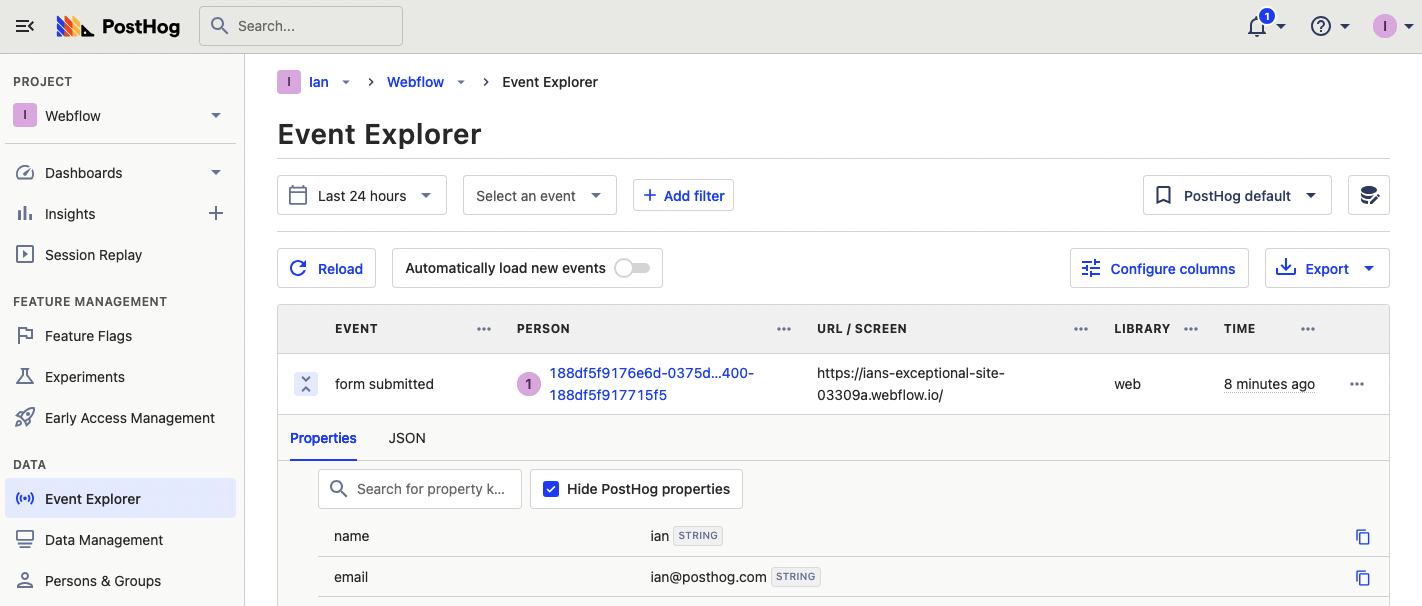 PostHog
Search...
1
I
PROJECT
I Webflow
Dashboards
Insights
Session Replay
FEATURE MANAGEMENT
Feature Flags
Experiments
Early Access Management
DATA
Event Explorer
Data Management
Persons & Groups
I Ian > Webflow > Event Explorer
Event Explorer
Last 24 hours Select an event + Add filter PostHog default
Reload Automatically load new events Configure columns Export
EVENT ••• PERSON ••• URL / SCREEN ••• LIBRARY ••• TIME •••
form submitted 1 188df5f9176e6d-0375d...400- https://ians-exceptional-site- web 8 minutes ago •••
188df5f917715f5 03309a.webflow.io/
Properties JSON
Search for property k... Hide PostHog properties
name ian STRING
email ian@posthog.com STRING